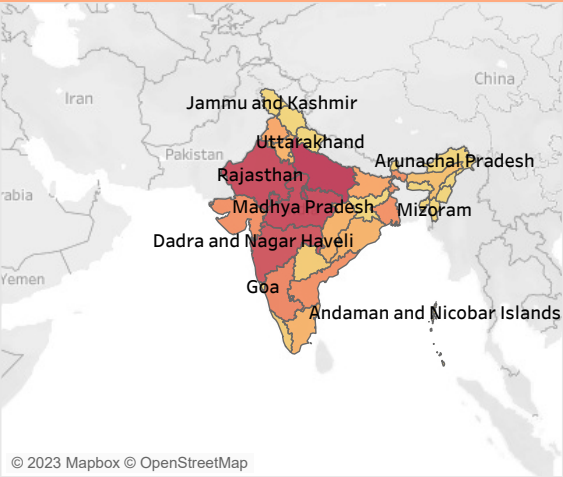 China
Iran
Jammu and Kashmir
Uttarakhand
Pakistan
Arunachal Pradesh
Rajasthan
rabia
Madhya Pradesh
Mizoram
Dadra and Nagar Haveli
Yemen
Goa
Andaman and Nicobar Islands
© 2023 Mapbox © OpenStreetMap